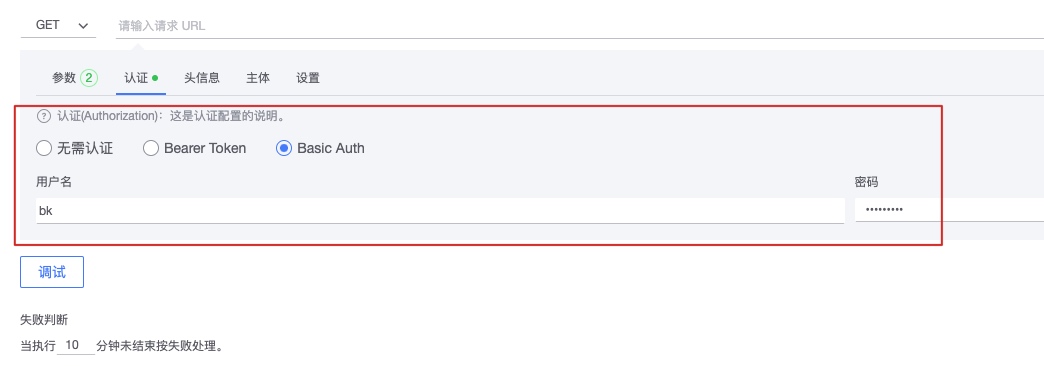 GET 请输入请求 URL
参数 2 认证 头信息 主体 设置
? 认证(Authorization)：这是认证配置的说明。
无需认证 Bearer Token Basic Auth
用户名 密码
bk •••••••••
调试
失败判断
当执行 10 分钟未结束按失败处理。